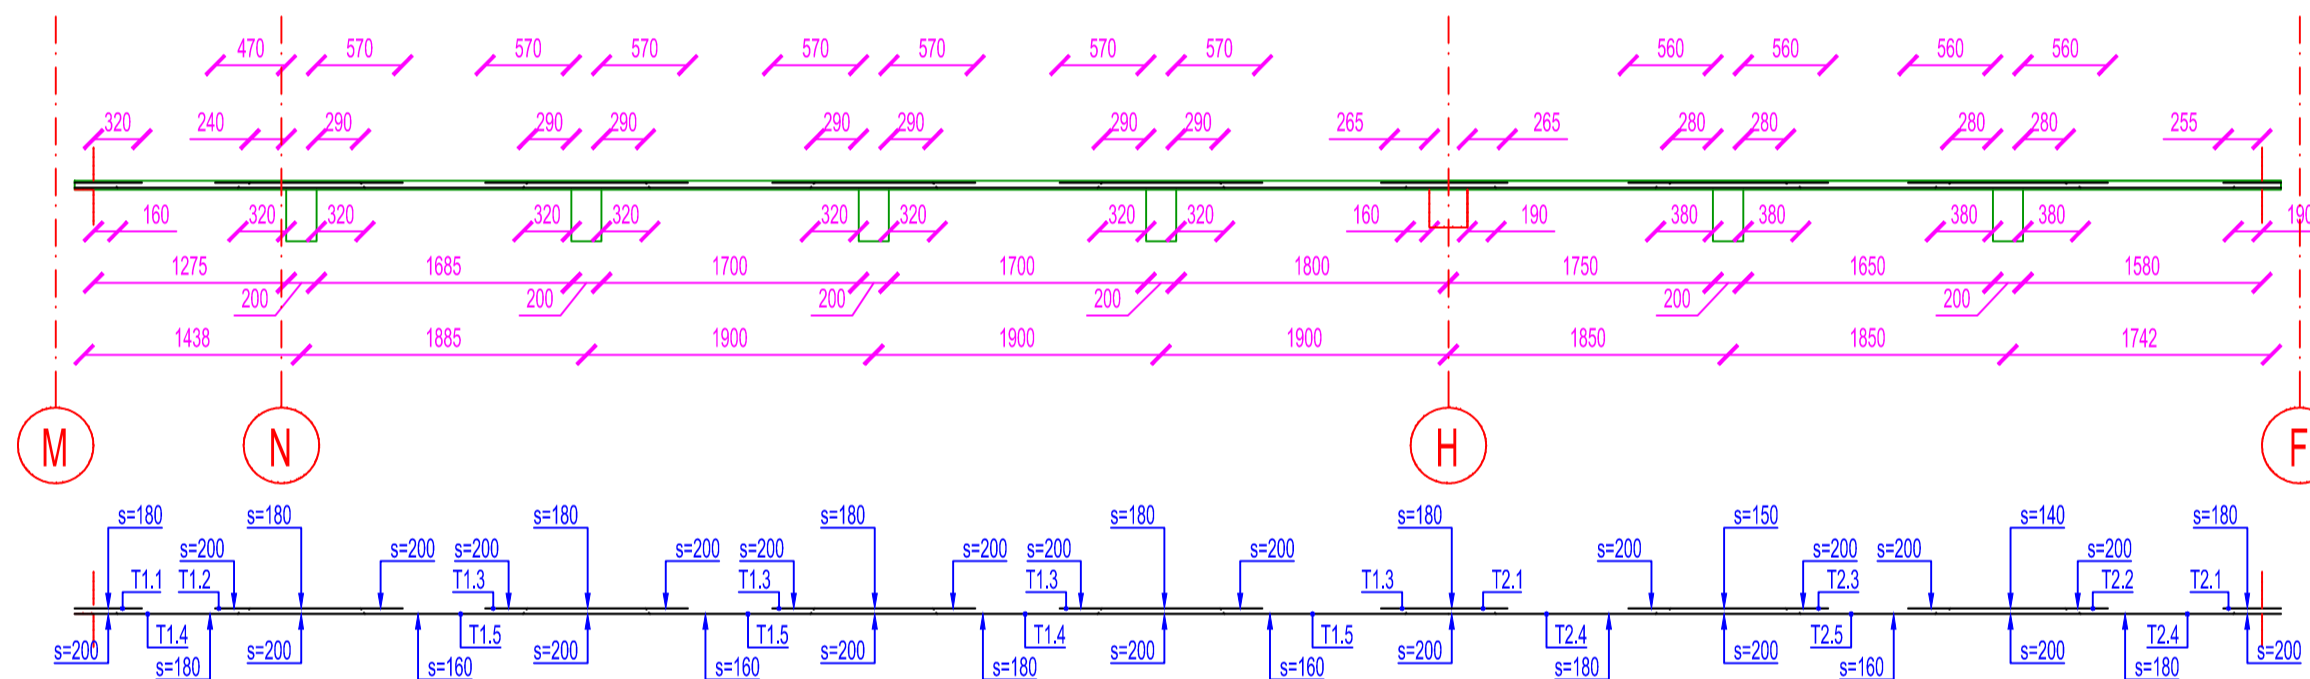 470 570 570 570 570 570 570 570 560 560 560 560
320 240 290 290 290 290 290 290 290 265 265 280 280 280 280 255
160 320 320 320 320 320 320 320 320 160 190 380 380 380 380 190
1275 1685 1700 1700 1800 1750 1650 1580
200 200 200 200 200 200
1438 1885 1900 1900 1900 1850 1850 1742
M N H F
s=180 s=180 s=180 s=180 s=180 s=180 s=150 s=140 s=180
s=200 s=200 s=200 s=200 s=200 s=200 s=200 s=200 s=200 s=200 s=200 s=200
T1.1 T1.2 T1.3 T1.3 T1.3 T1.3 T2.1 T2.3 T2.2 T2.1
T1.4 T1.5 T1.5 T1.4 T1.5 T2.4 T2.5 T2.4
s=200 s=200 s=200 s=200 s=200 s=200 s=200 s=200 s=200
s=180 s=160 s=160 s=180 s=160 s=180 s=160 s=180